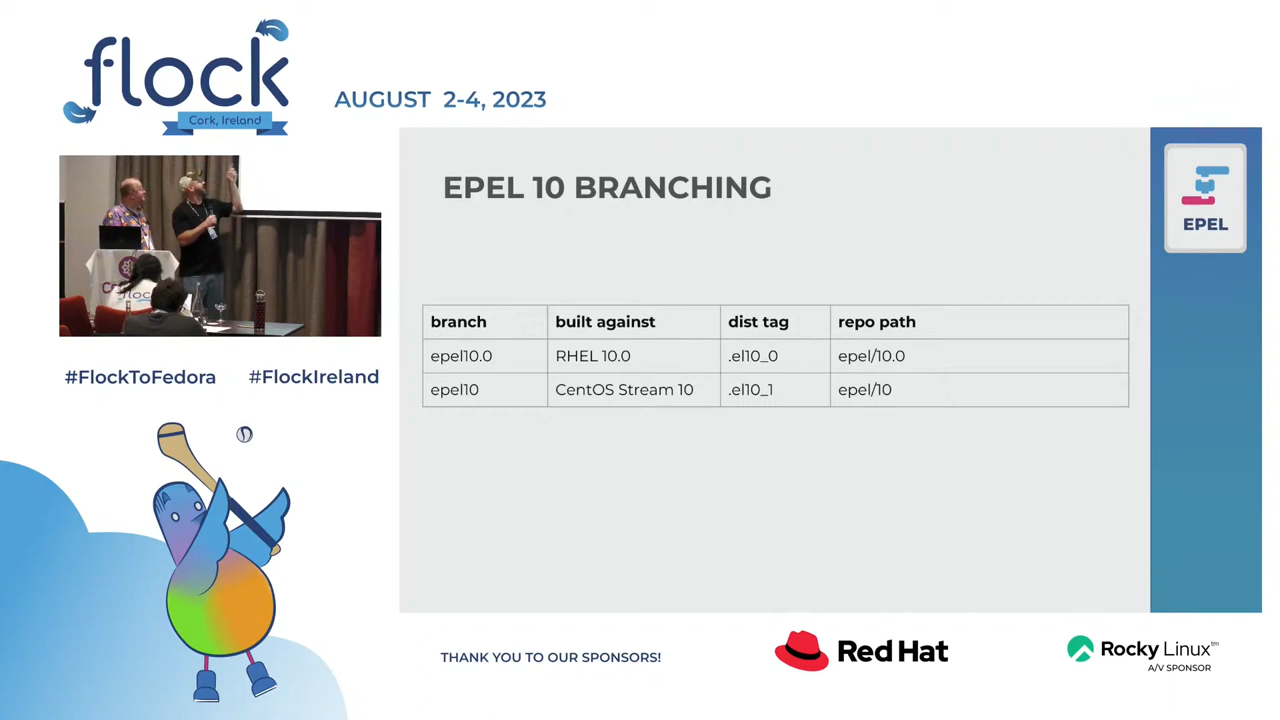 flock
Cork, Ireland
AUGUST 2-4, 2023
EPEL 10 BRANCHING
EPEL
branch built against dist tag repo path
epel10.0 RHEL 10.0 .el10_0 epel/10.0
epel10 CentOS Stream 10 .el10_1 epel/10
flock
#FlockToFedora #FlockIreland
THANK YOU TO OUR SPONSORS!
Red Hat
Rocky Linux™
A/V SPONSOR